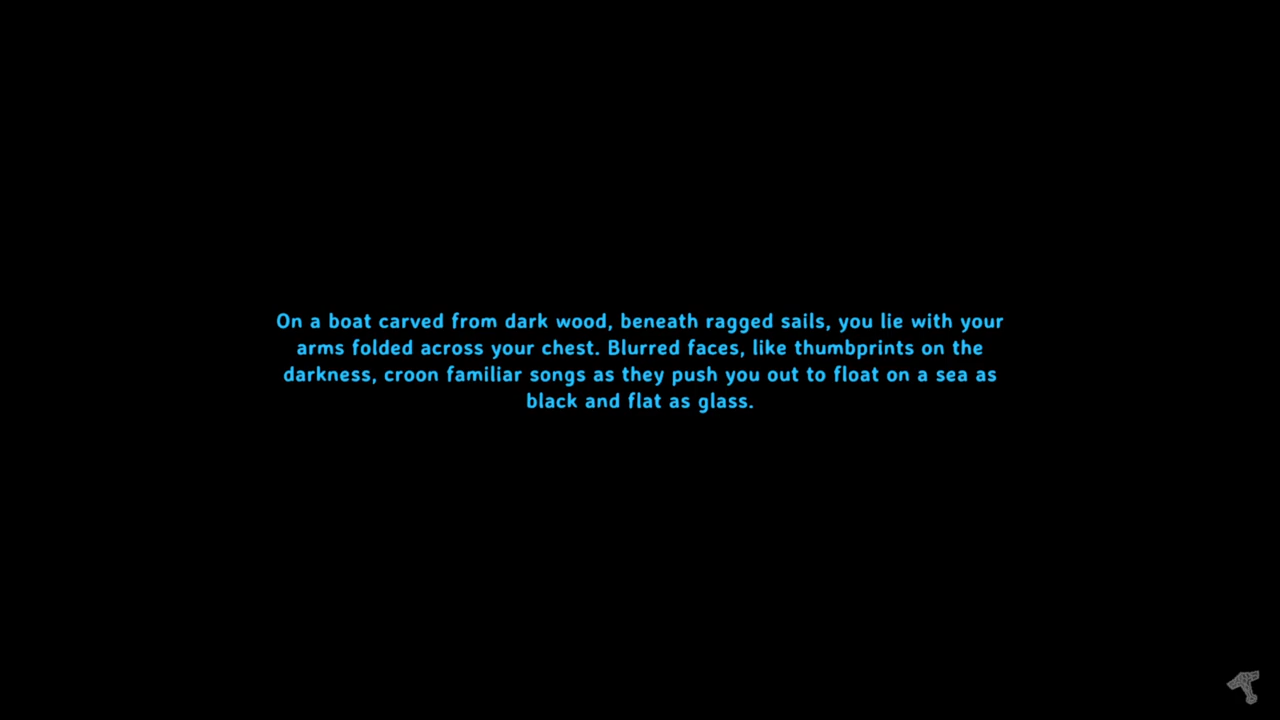 On a boat carved from dark wood, beneath ragged sails, you lie with your
arms folded across your chest. Blurred faces, like thumbprints on the
darkness, croon familiar songs as they push you out to float on a sea as
black and flat as glass.